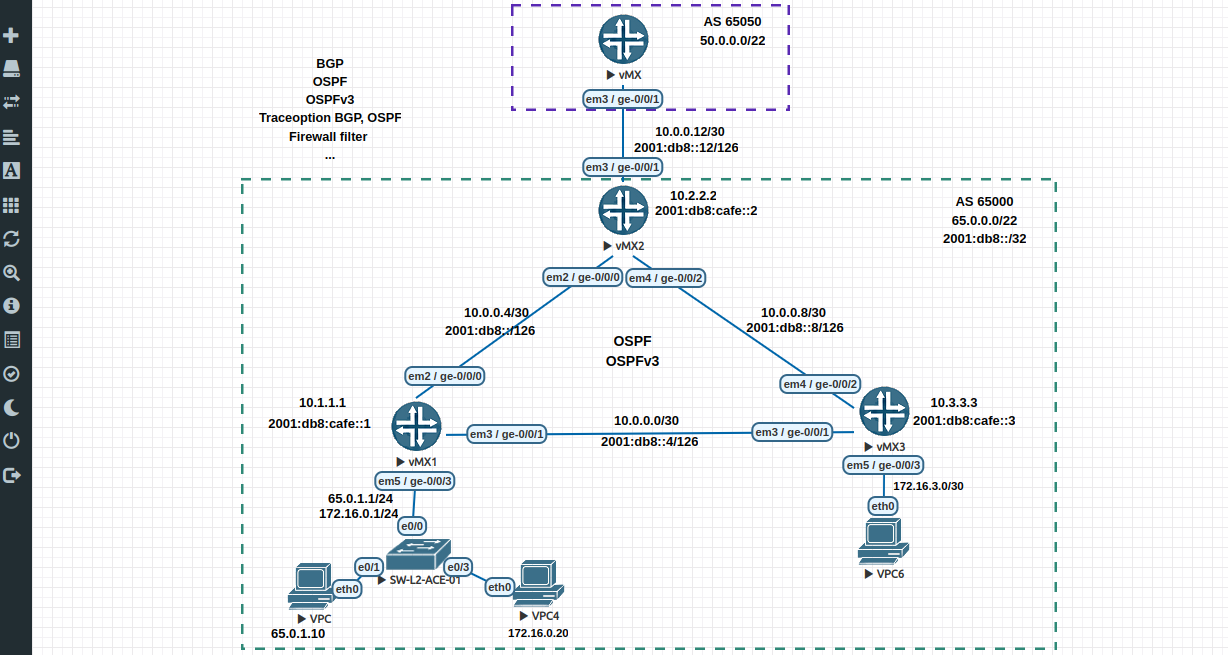 AS 65050
50.0.0.0/22
vMX
em3 / ge-0/0/1
BGP
OSPF
OSPFv3
Traceoption BGP, OSPF
Firewall filter
...
10.0.0.12/30
2001:db8::12/126
em3 / ge-0/0/1
10.2.2.2
2001:db8:cafe::2
vMX2
AS 65000
65.0.0.0/22
2001:db8::/32
em2 / ge-0/0/0
em4 / ge-0/0/2
10.0.0.4/30
2001:db8::/126
10.0.0.8/30
2001:db8::8/126
OSPF
OSPFv3
em2 / ge-0/0/0
em4 / ge-0/0/2
10.1.1.1
2001:db8:cafe::1
vMX1
10.3.3.3
2001:db8:cafe::3
vMX3
em3 / ge-0/0/1
10.0.0.0/30
2001:db8::4/126
em3 / ge-0/0/1
em5 / ge-0/0/3
65.0.1.1/24
172.16.0.1/24
e0/0
em5 / ge-0/0/3
172.16.3.0/30
eth0
VPC6
e0/1
SW-L2-ACE-01
e0/3
eth0
VPC
65.0.1.10
eth0
VPC4
172.16.0.20